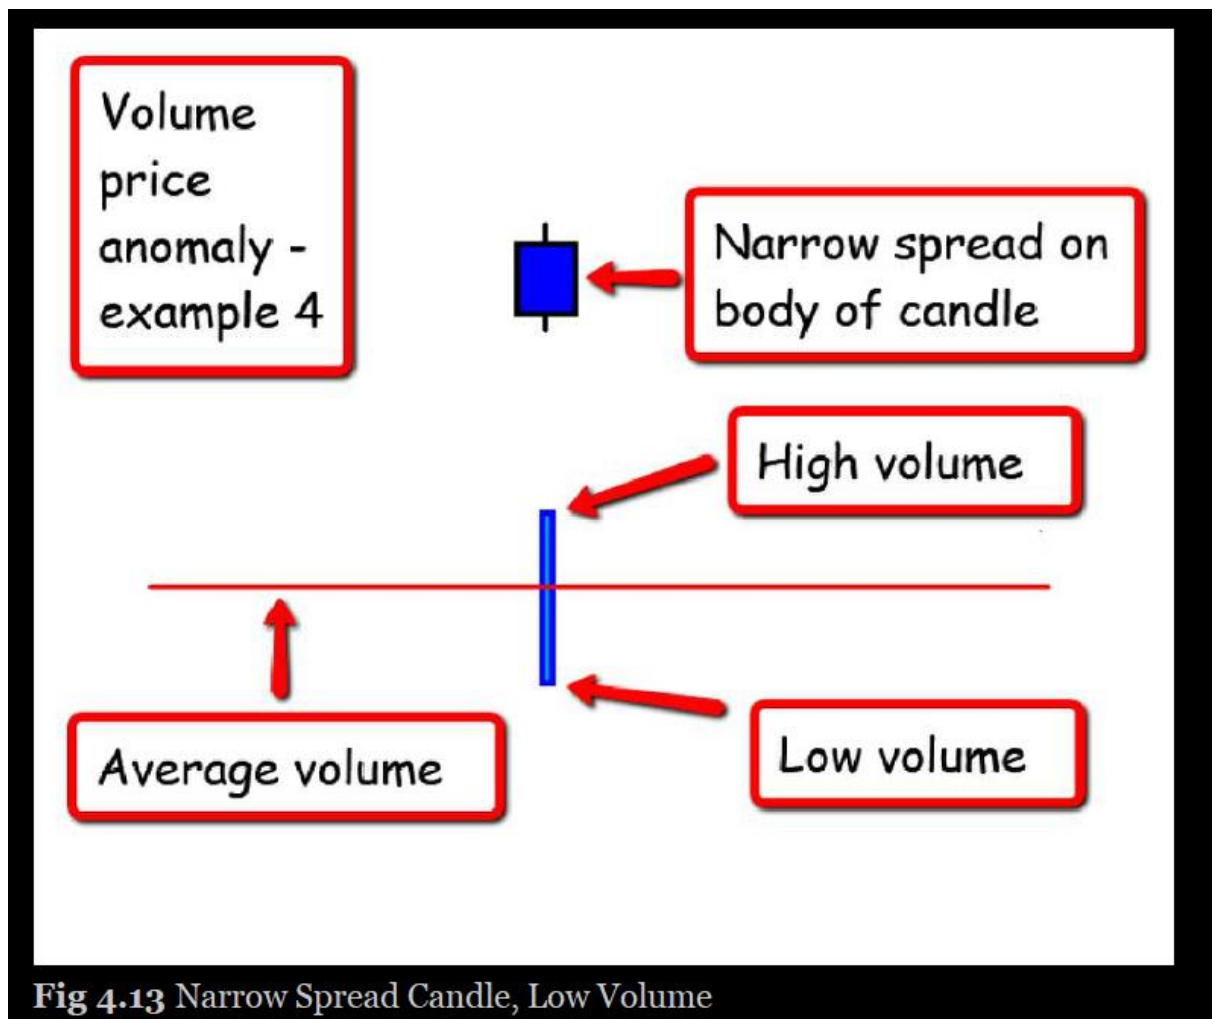 Volume
price
anomaly -
example 4
Narrow spread on
body of candle
High volume
Average volume
Low volume
Fig 4.13 Narrow Spread Candle, Low Volume